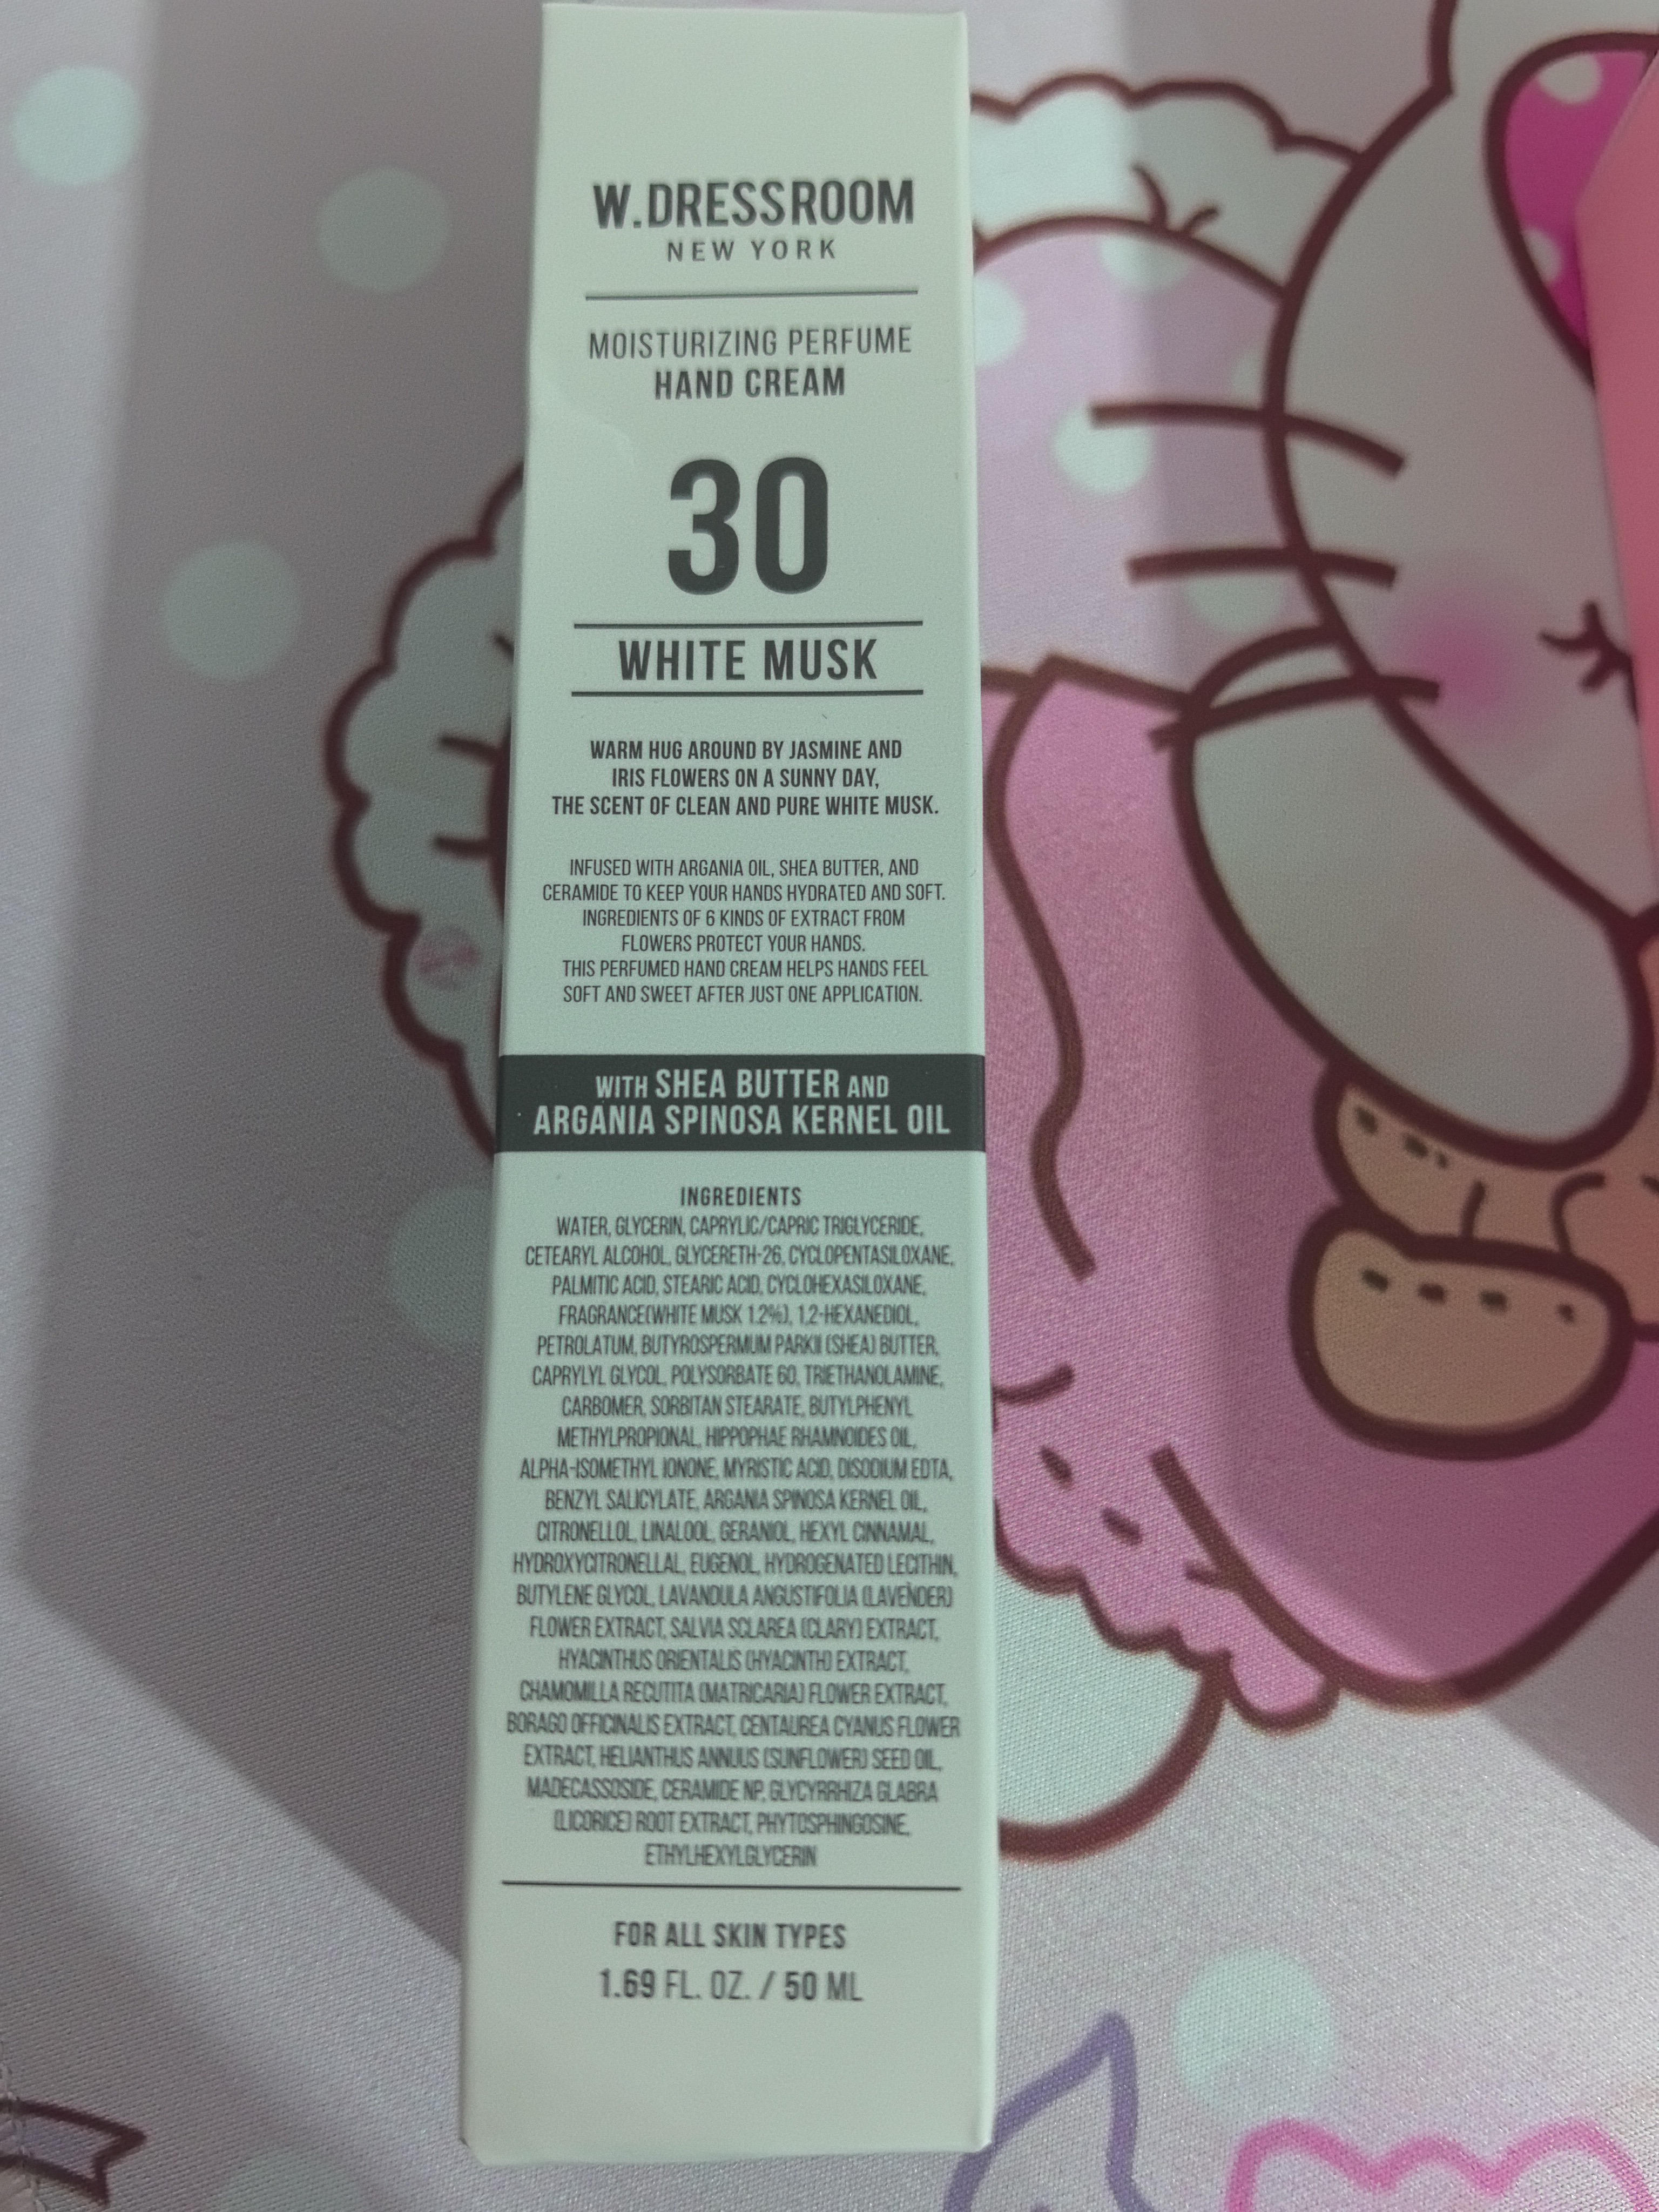 W.DRESSROOM
NEW YORK
MOISTURIZING PERFUME
HAND CREAM
30
WHITE MUSK
WARM HUG AROUND BY JASMINE AND
IRIS FLOWERS ON A SUNNY DAY,
THE SCENT OF CLEAN AND PURE WHITE MUSK.
INFUSED WITH ARGANIA OIL, SHEA BUTTER, AND
CERAMIDE TO KEEP YOUR HANDS HYDRATED AND SOFT.
INGREDIENTS OF 6 KINDS OF EXTRACT FROM
FLOWERS PROTECT YOUR HANDS.
THIS PERFUMED HAND CREAM HELPS HANDS FEEL
SOFT AND SWEET AFTER JUST ONE APPLICATION.
WITH SHEA BUTTER AND
ARGANIA SPINOSA KERNEL OIL
INGREDIENTS
WATER, GLYCERIN, CAPRYLIC/CAPRIC TRIGLYCERIDE,
CETEARYL ALCOHOL, GLYCERETH-26, CYCLOPENTASILOXANE,
PALMITIC ACID, STEARIC ACID, CYCLOHEXASILOXANE,
FRAGRANCE(WHITE MUSK 1.2%), 1,2-HEXANEDIOL,
PETROLATUM, BUTYROSPERMUM PARKII (SHEA) BUTTER,
CAPRYLYL GLYCOL, POLYSORBATE 60, TRIETHANOLAMINE,
CARBOMER, SORBITAN STEARATE, BUTYLPHENYL
METHYLPROPIONAL, HIPPOPHAE RHAMNOIDES OIL,
ALPHA-ISOMETHYL IONONE, MYRISTIC ACID, DISODIUM EDTA,
BENZYL SALICYLATE, ARGANIA SPINOSA KERNEL OIL,
CITRONELLOL, LINALOOL, GERANIOL, HEXYL CINNAMAL,
HYDROXYCITRONELLAL, EUGENOL, HYDROGENATED LECITHIN,
BUTYLENE GLYCOL, LAVANDULA ANGUSTIFOLIA (LAVENDER)
FLOWER EXTRACT, SALVIA SCLAREA (CLARY) EXTRACT,
HYACINTHUS ORIENTALIS (HYACINTH) EXTRACT,
CHAMOMILLA RECUTITA (MATRICARIA) FLOWER EXTRACT,
BORAGO OFFICINALIS EXTRACT, CENTAUREA CYANUS FLOWER
EXTRACT, HELIANTHUS ANNUUS (SUNFLOWER) SEED OIL,
MADECASSOSIDE, CERAMIDE NP, GLYCYRRHIZA GLABRA
(LICORICE) ROOT EXTRACT, PHYTOSPHINGOSINE,
ETHYLHEXYLGLYCERIN
FOR ALL SKIN TYPES
1.69 FL. OZ. / 50 ML